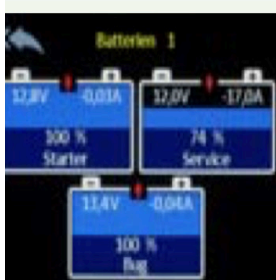 Batterien 1
12,8V -0,03A
100 %
Starter
12,0V -17,0A
74 %
Service
13,4V -0,04A
100 %
Bug